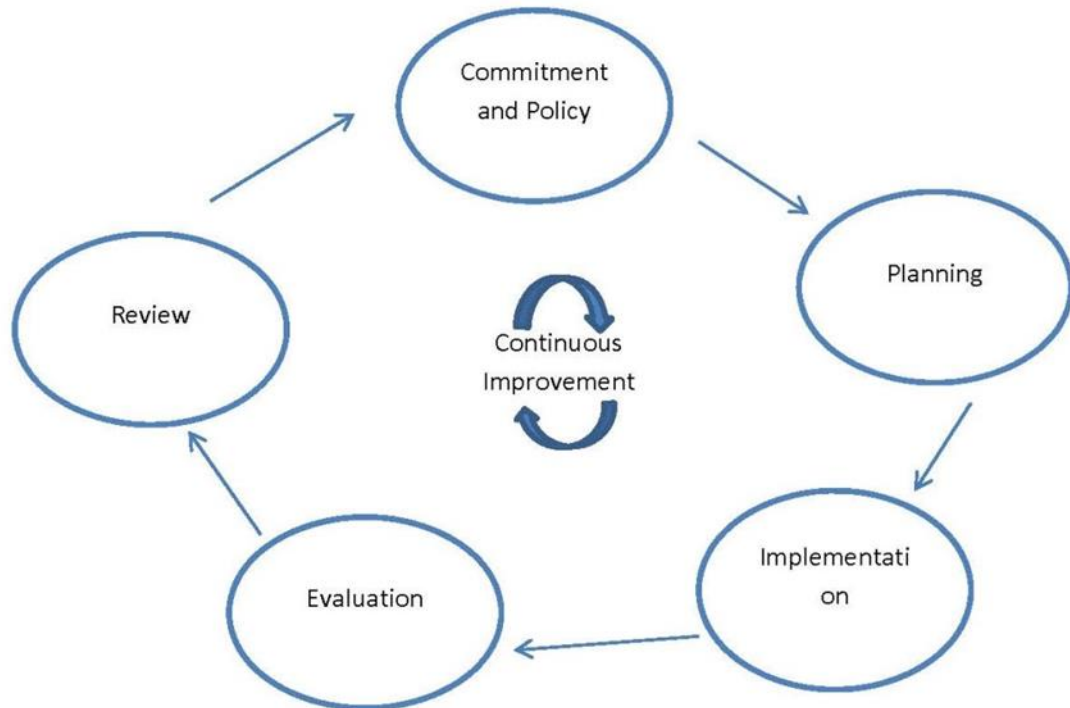 Commitment
and Policy
Planning
Implementati
on
Evaluation
Review
Continuous
Improvement